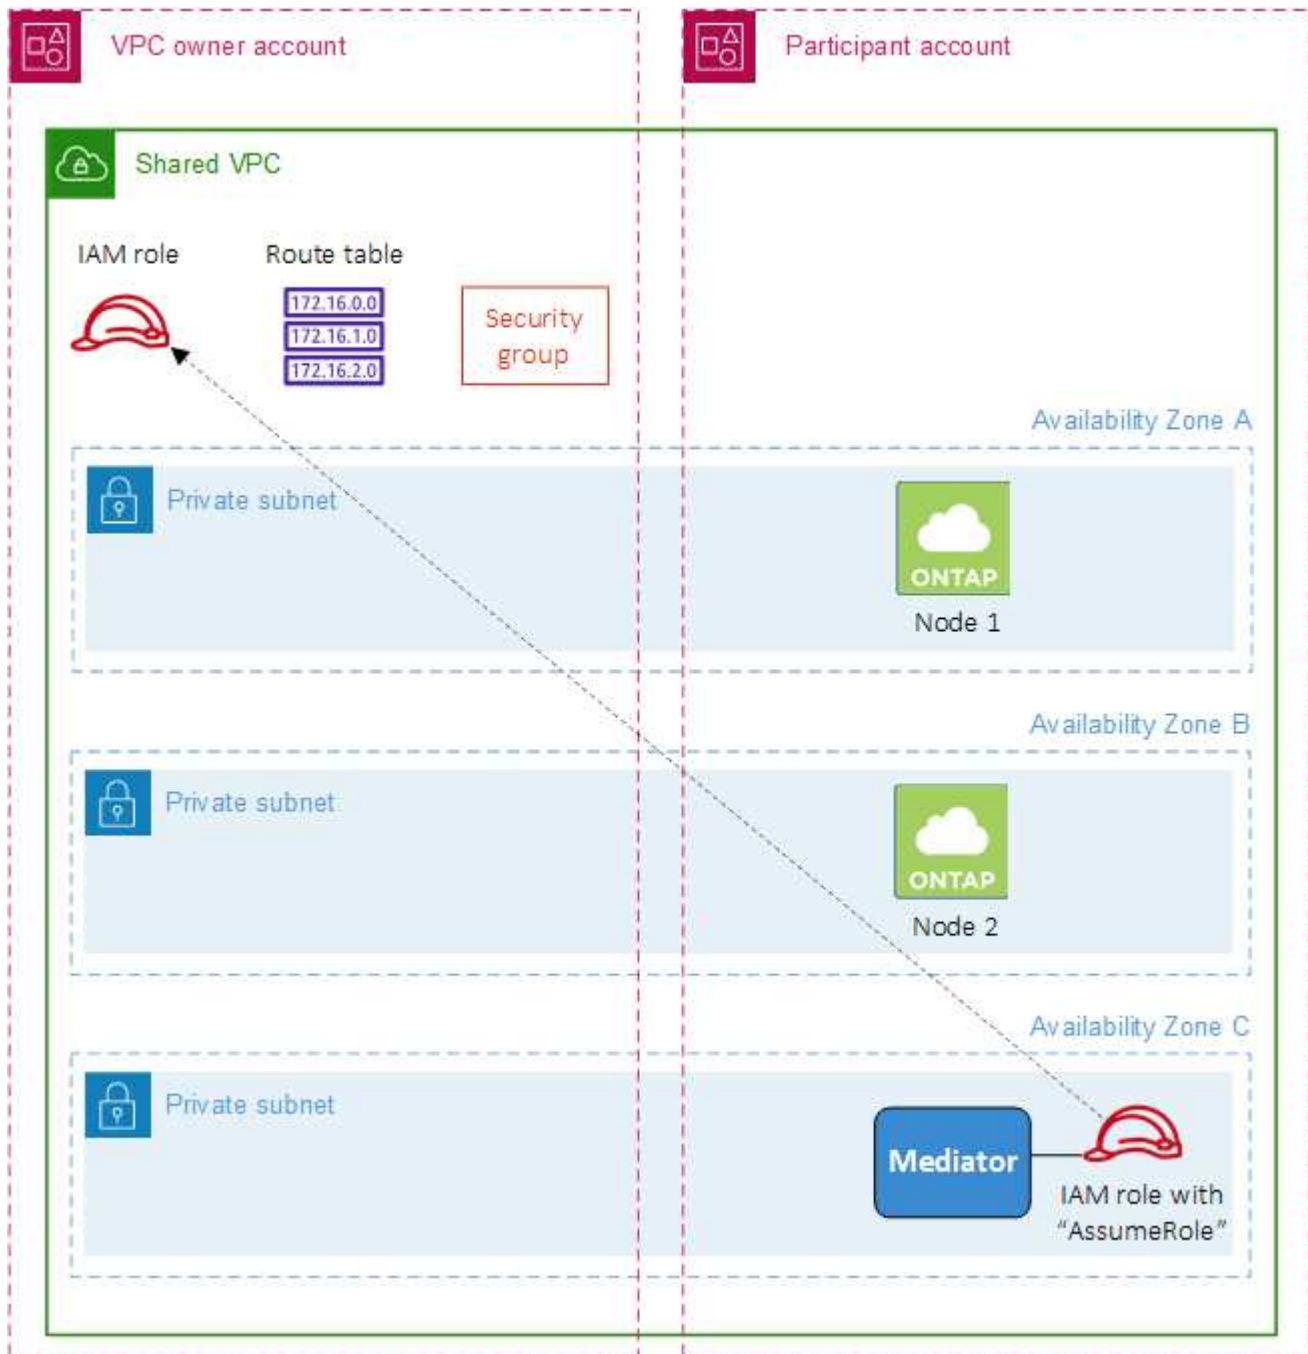 VPC owner account
Participant account
Shared VPC
IAM role
Route table
172.16.0.0
172.16.1.0
172.16.2.0
Security
group
Availability Zone A
Private subnet
ONTAP
Node 1
Availability Zone B
Private subnet
ONTAP
Node 2
Availability Zone C
Private subnet
Mediator
IAM role with
“AssumeRole”